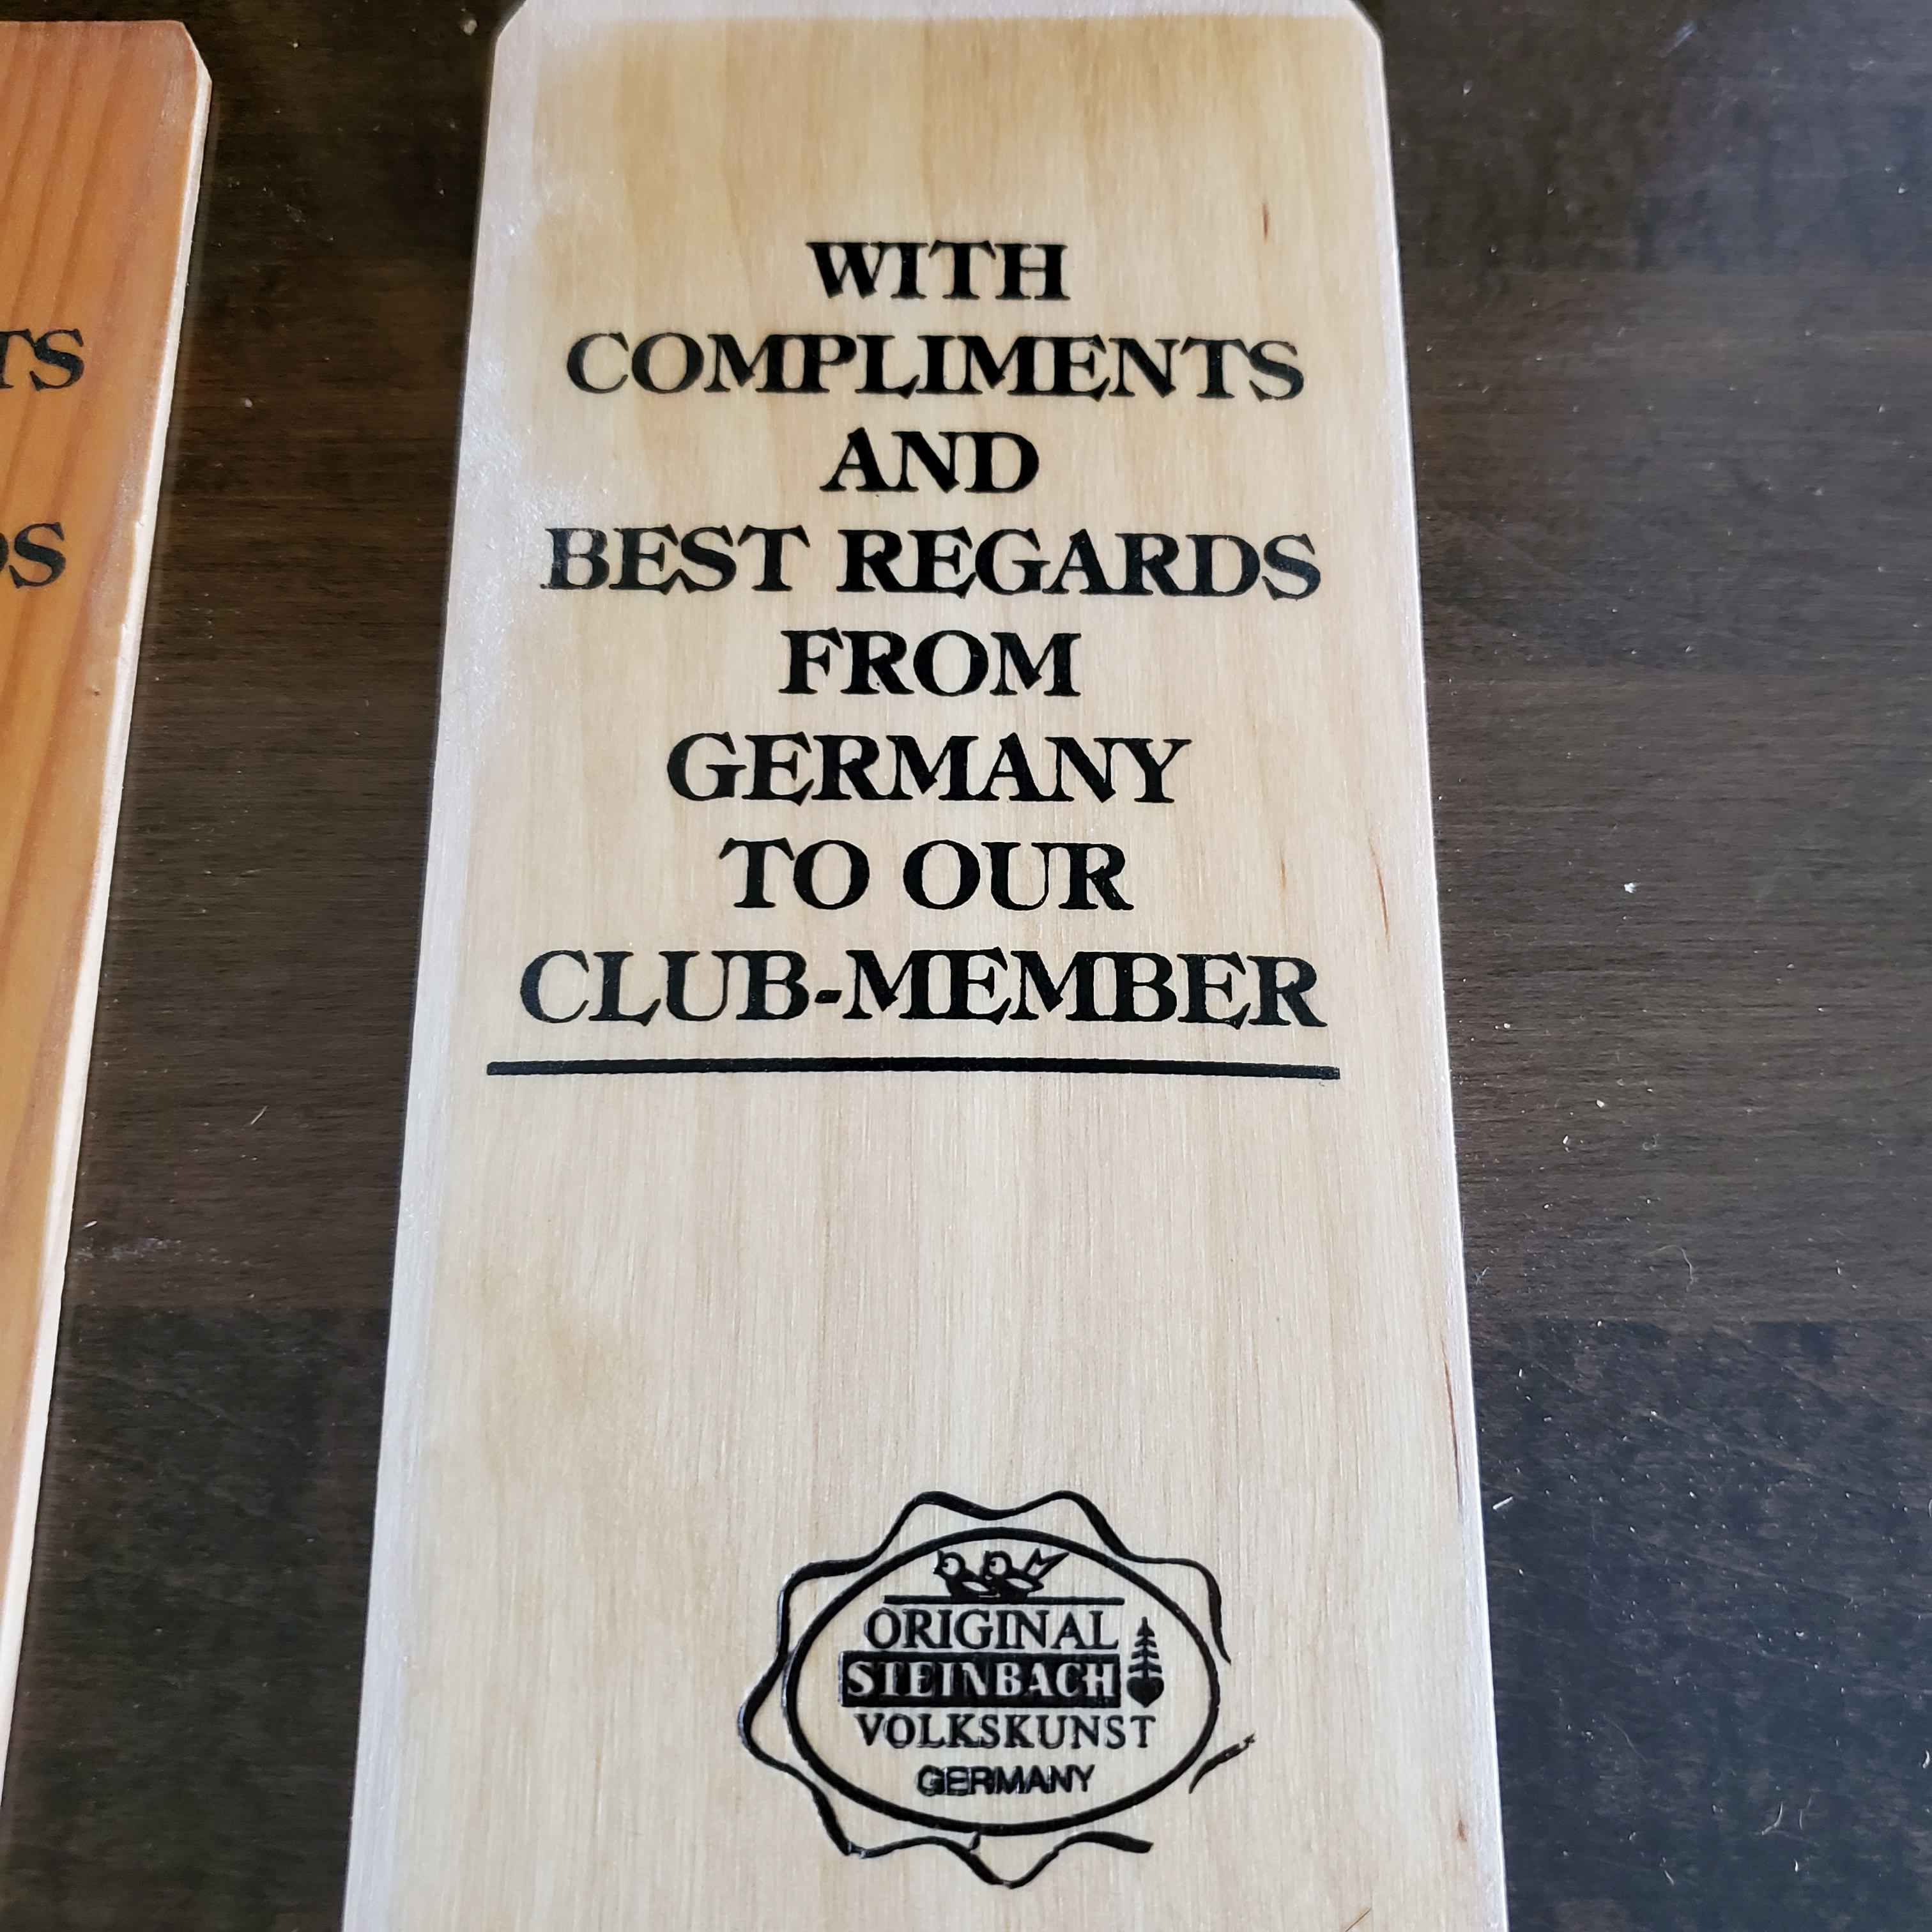 WITH
COMPLIMENTS
AND
BEST REGARDS
FROM
GERMANY
TO OUR
CLUB-MEMBER
ORIGINAL
STEINBACH
VOLKSKUNST
GERMANY